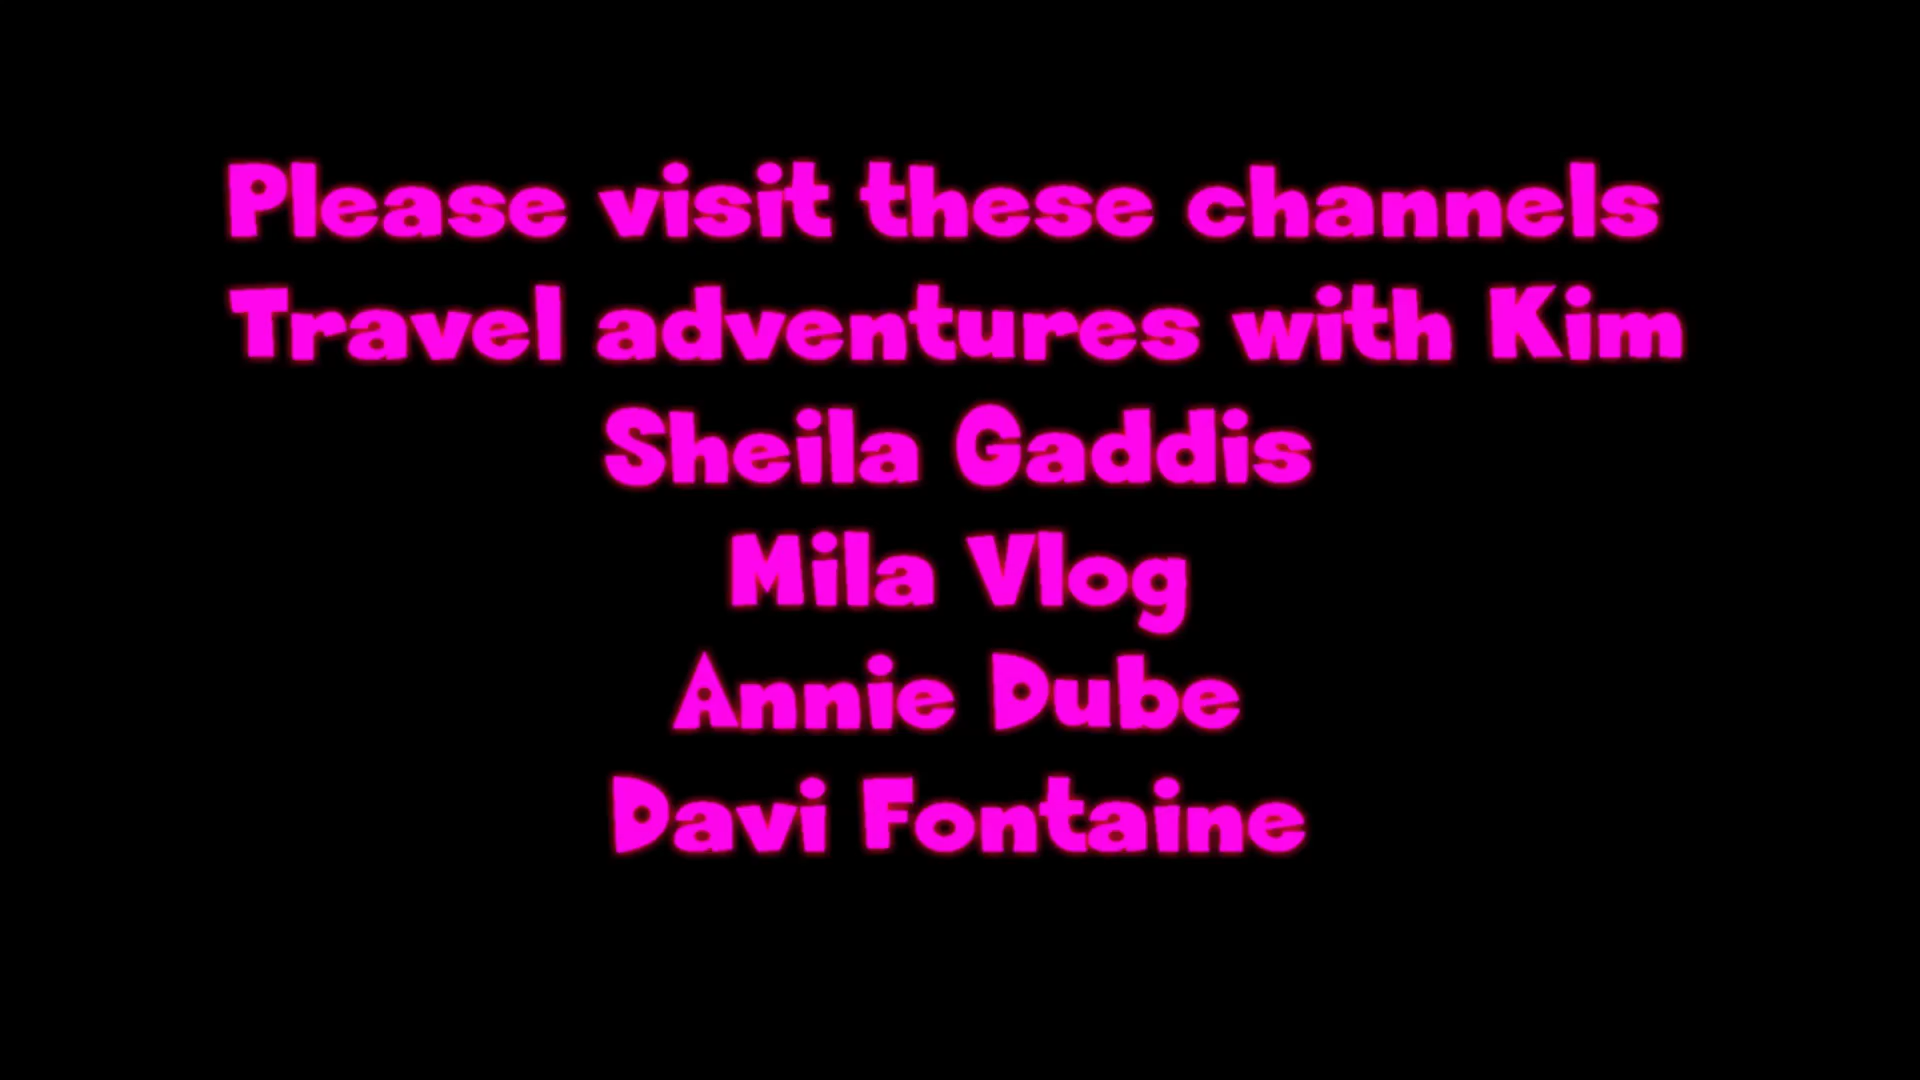 Please visit these channels
Travel adventures with Kim
Sheila Gaddis
Mila Vlog
Annie Dube
Davi Fontaine